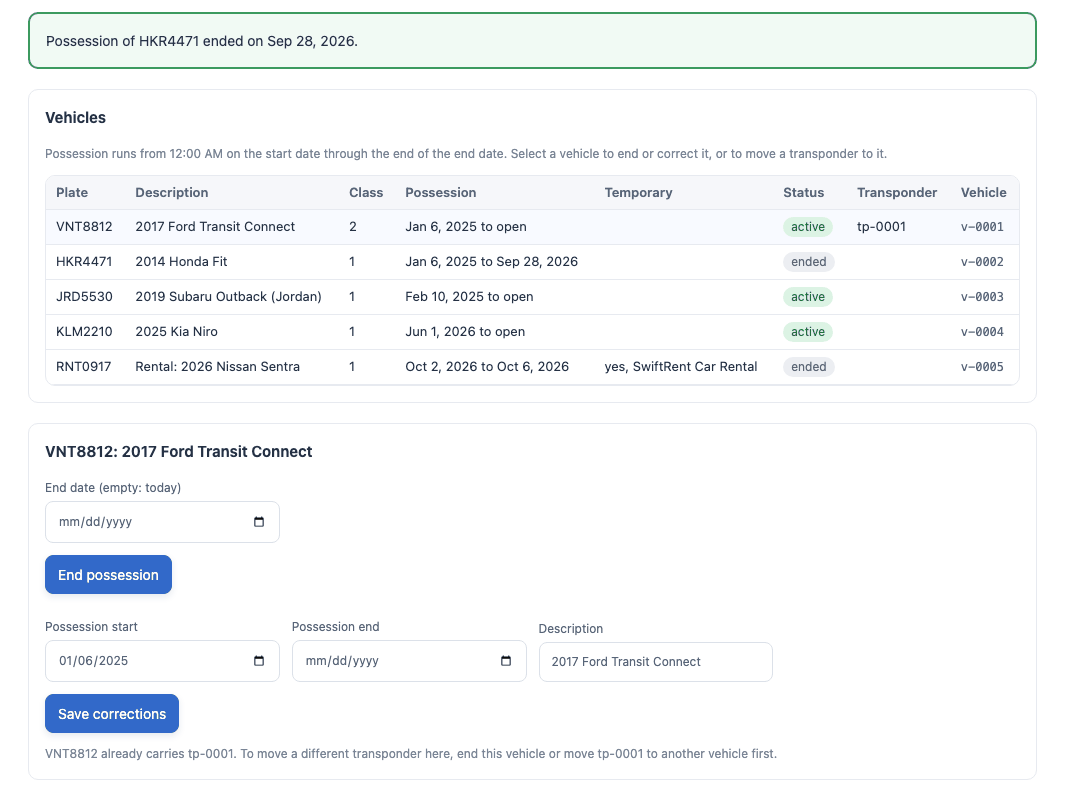 Possession of HKR4471 ended on Sep 28, 2026.
Vehicles
Possession runs from 12:00 AM on the start date through the end of the end date. Select a vehicle to end or correct it, or to move a transponder to it.
Plate Description Class Possession Temporary Status Transponder Vehicle
VNT8812 2017 Ford Transit Connect 2 Jan 6, 2025 to open active tp-0001 v-0001
HKR4471 2014 Honda Fit 1 Jan 6, 2025 to Sep 28, 2026 ended v-0002
JRD5530 2019 Subaru Outback (Jordan) 1 Feb 10, 2025 to open active v-0003
KLM2210 2025 Kia Niro 1 Jun 1, 2026 to open active v-0004
RNT0917 Rental: 2026 Nissan Sentra 1 Oct 2, 2026 to Oct 6, 2026 yes, SwiftRent Car Rental ended v-0005
VNT8812: 2017 Ford Transit Connect
End date (empty: today)
mm/dd/yyyy
End possession
Possession start Possession end Description
01/06/2025 mm/dd/yyyy 2017 Ford Transit Connect
Save corrections
VNT8812 already carries tp-0001. To move a different transponder here, end this vehicle or move tp-0001 to another vehicle first.